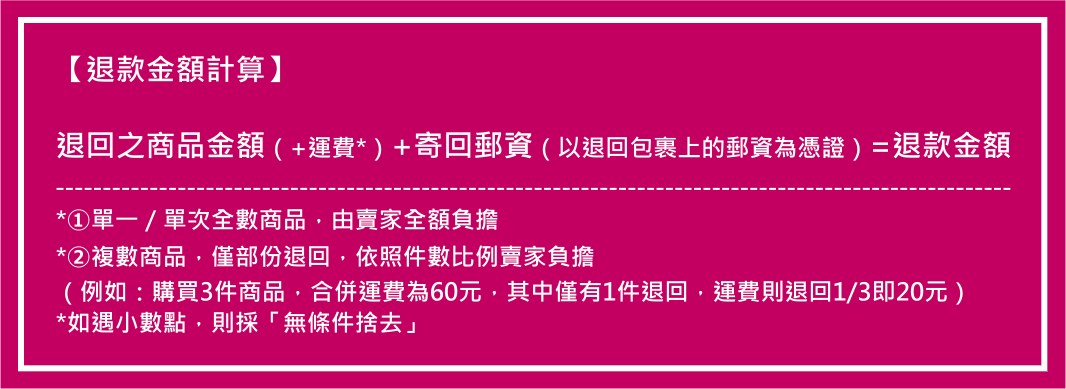 【退款金額計算】
退回之商品金額（+運費*）+寄回郵資（以退回包裹上的郵資為憑證）=退款金額
--------------------------------------------------------------------------------------------------------
*①單一／單次全數商品，由賣家全額負擔
*②複數商品，僅部份退回，依照件數比例賣家負擔
（例如：購買3件商品，合併運費為60元，其中僅有1件退回，運費則退回1/3即20元）
*如遇小數點，則採「無條件捨去」